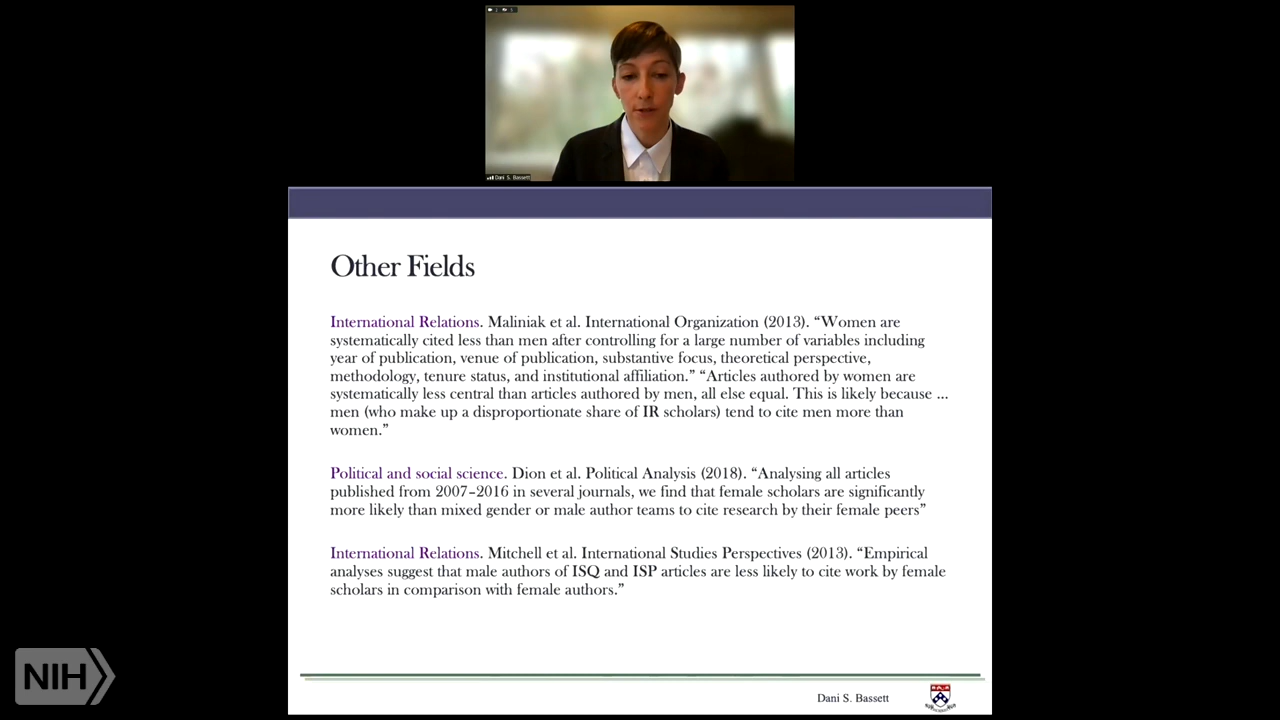 Dani S. Bassett
Other Fields
International Relations. Maliniak et al. International Organization (2013). “Women are
systematically cited less than men after controlling for a large number of variables including
year of publication, venue of publication, substantive focus, theoretical perspective,
methodology, tenure status, and institutional affiliation.” “Articles authored by women are
systematically less central than articles authored by men, all else equal. This is likely because ...
men (who make up a disproportionate share of IR scholars) tend to cite men more than
women.”
Political and social science. Dion et al. Political Analysis (2018). “Analysing all articles
published from 2007–2016 in several journals, we find that female scholars are significantly
more likely than mixed gender or male author teams to cite research by their female peers”
International Relations. Mitchell et al. International Studies Perspectives (2013). “Empirical
analyses suggest that male authors of ISQ and ISP articles are less likely to cite work by female
scholars in comparison with female authors.”
NIH
Dani S. Bassett